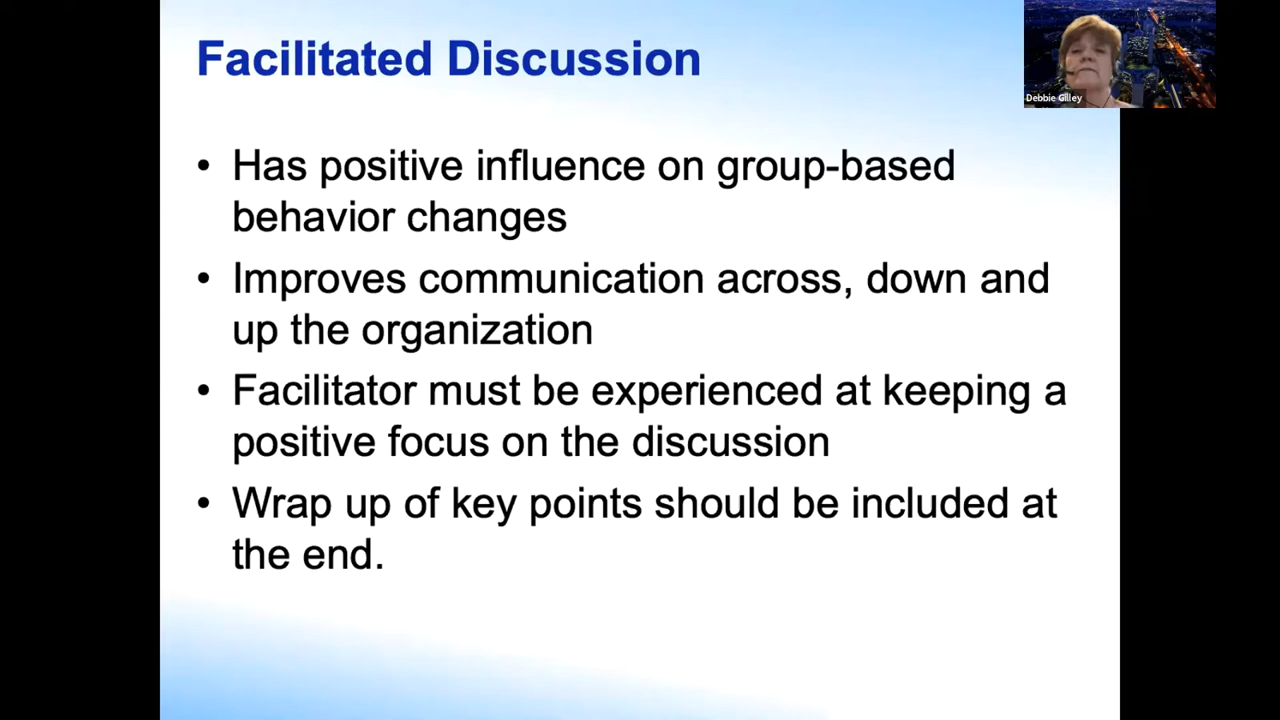 Facilitated Discussion
Debbie Gilley
• Has positive influence on group-based
behavior changes
• Improves communication across, down and
up the organization
• Facilitator must be experienced at keeping a
positive focus on the discussion
• Wrap up of key points should be included at
the end.